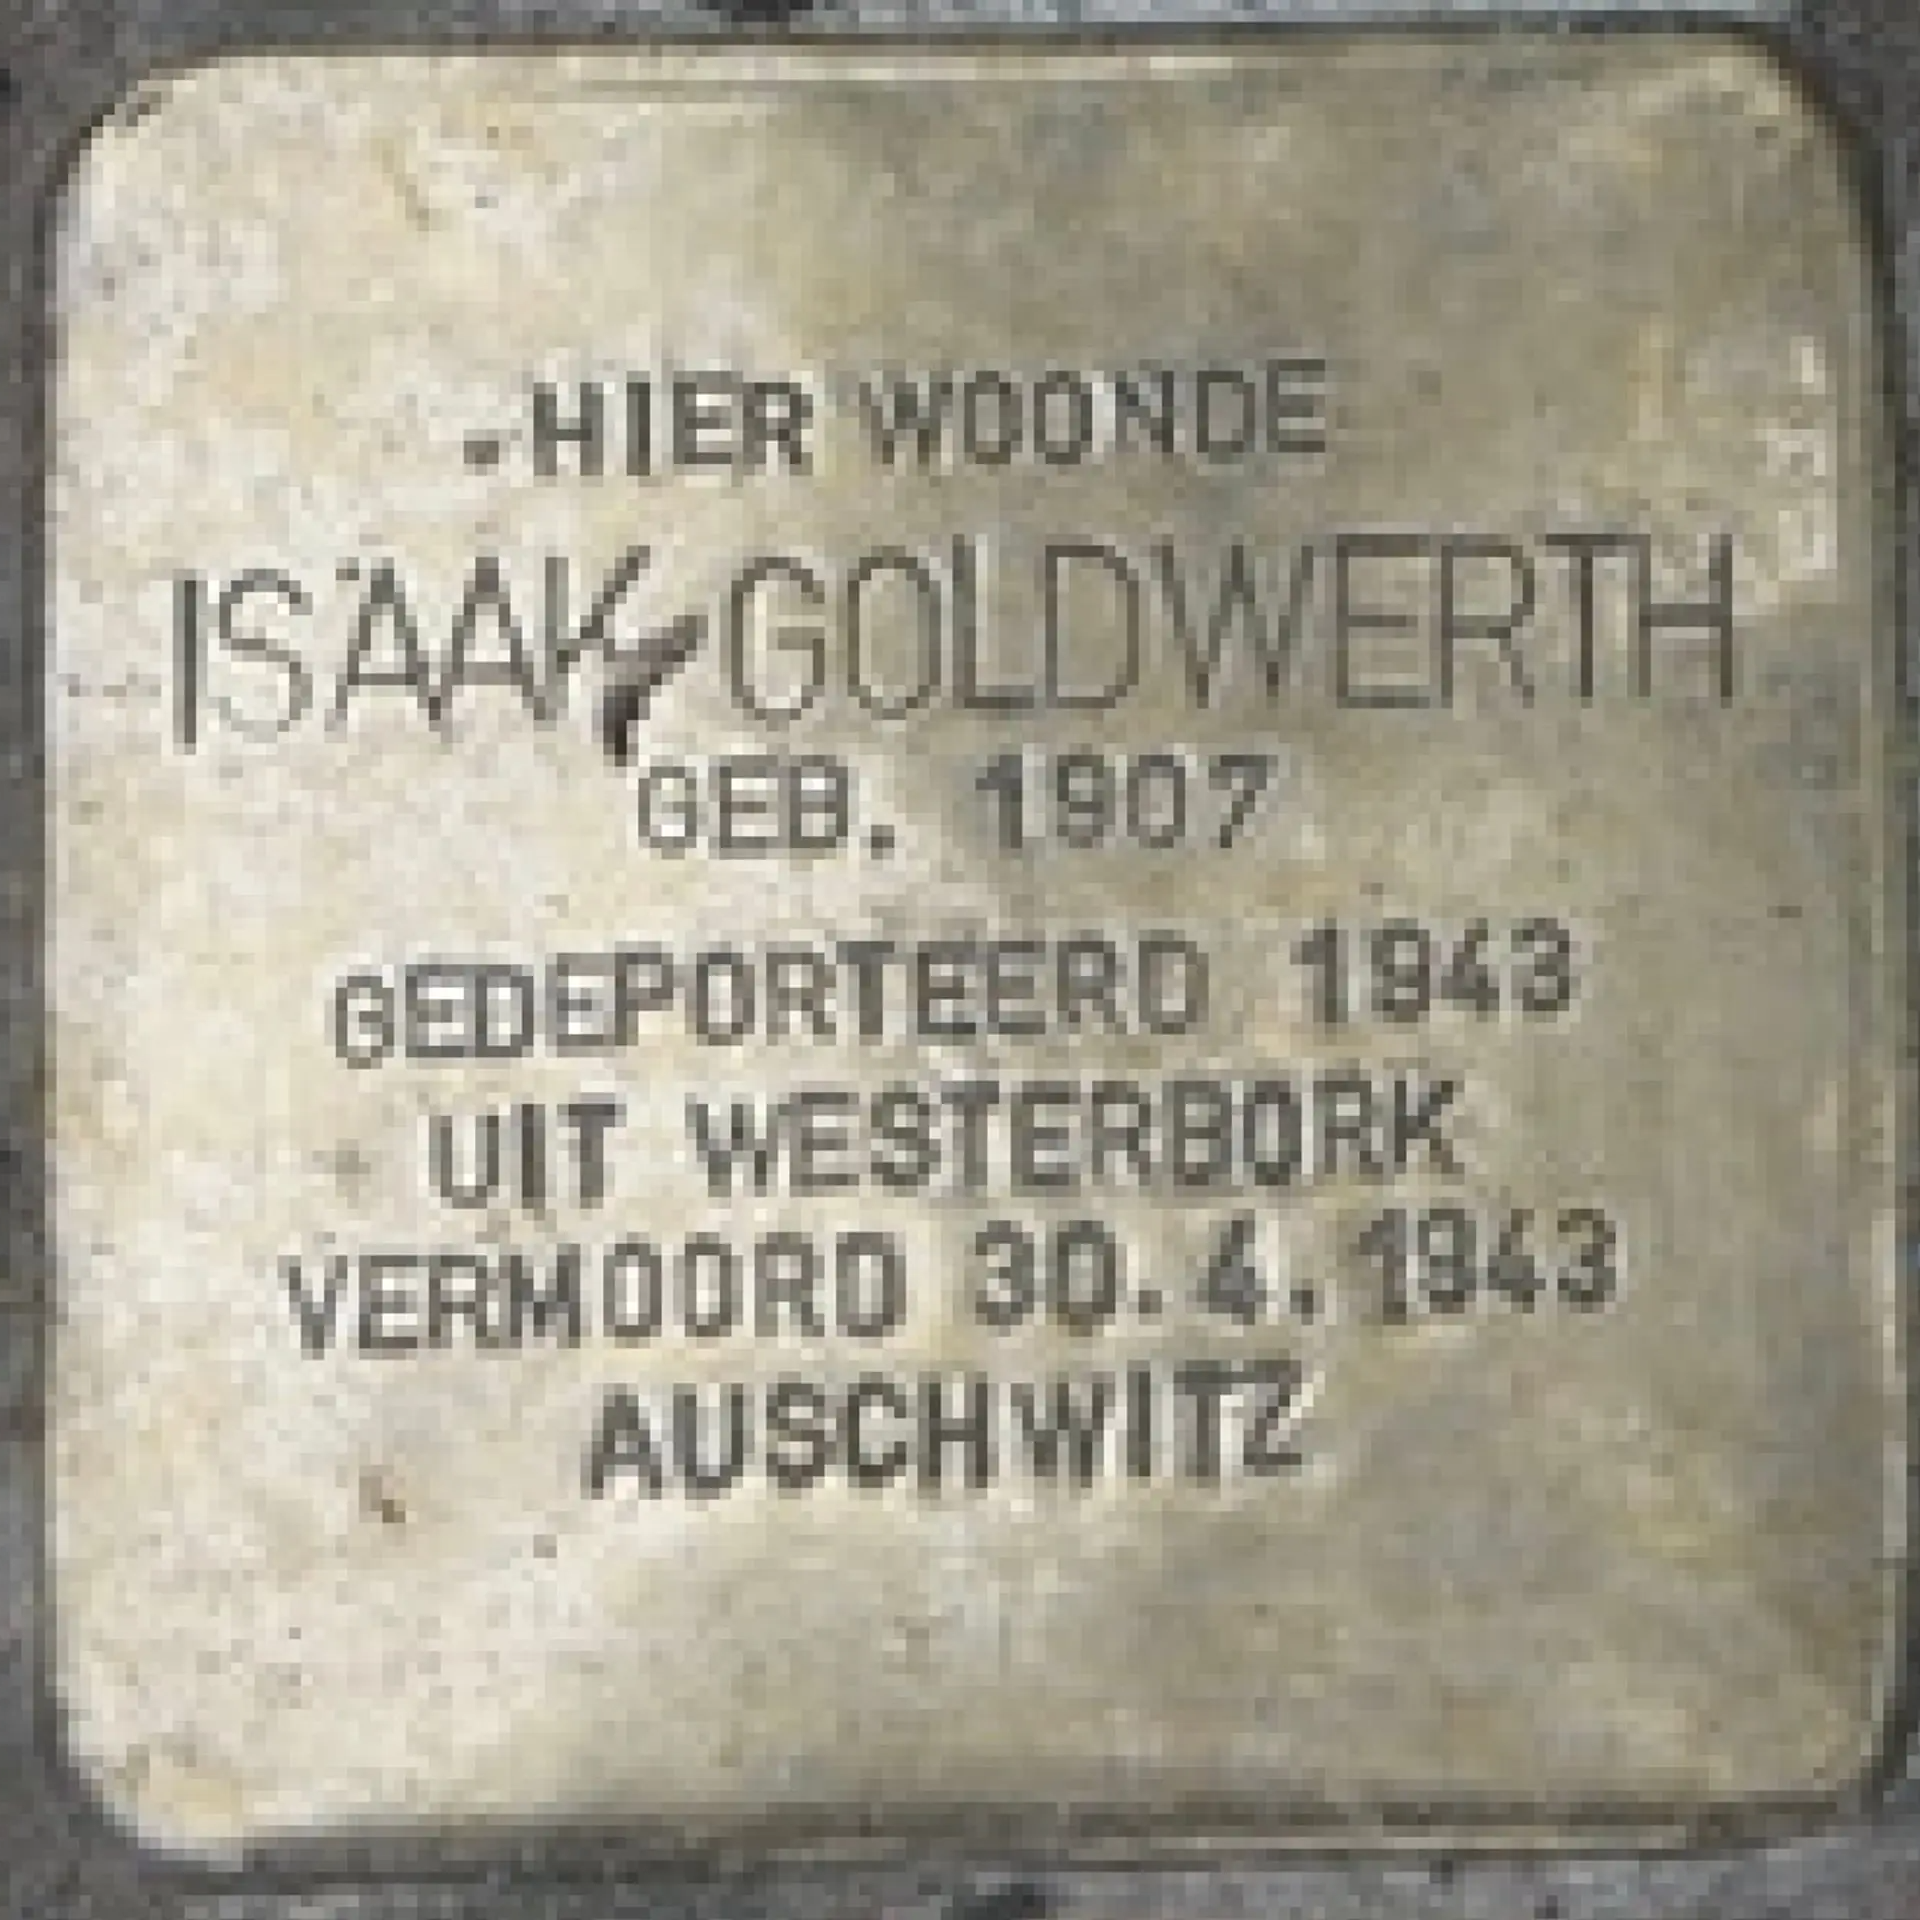 HIER WOONDE
ISAAK GOLDWERTH
GEB. 1907
GEDEPORTEERD 1943
UIT WESTERBORK
VERMOORD 30.4.1943
AUSCHWITZ